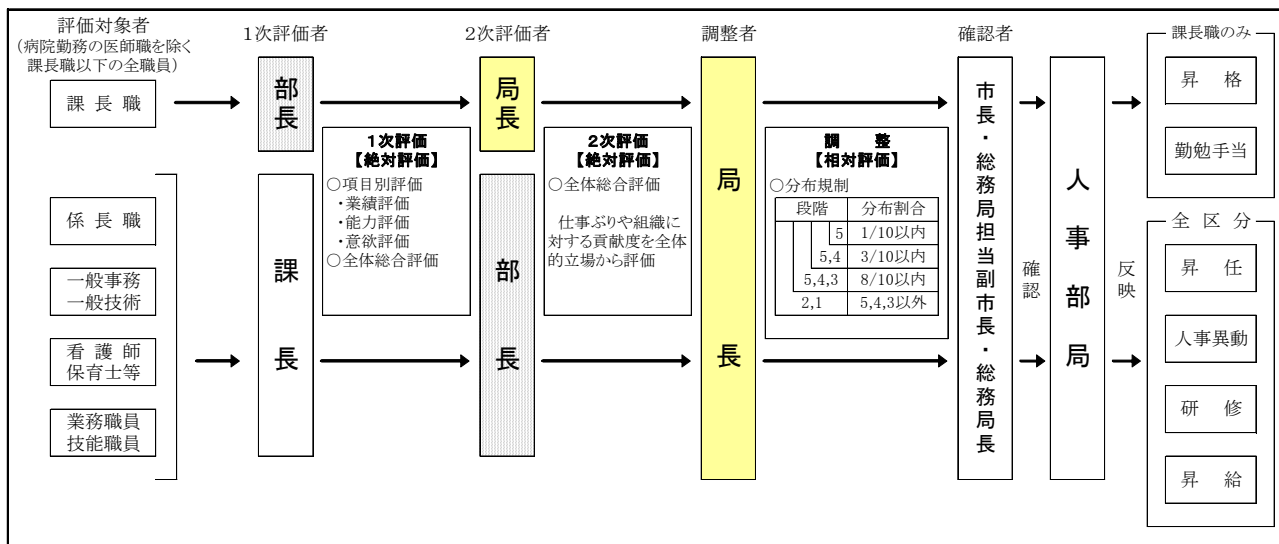 評価対象者
(病院勤務の医師職を除く
課長職以下の全職員)
課長職
係長職
一般事務
一般技術
看護師
保育士等
業務職員
技能職員
1次評価者
部長
課長
1次評価
【絶対評価】
○項目別評価
・業績評価
・能力評価
・意欲評価
○全体総合評価
2次評価者
局長
部長
2次評価
【絶対評価】
○全体総合評価
仕事ぶりや組織に
対する貢献度を全体
的立場から評価
調整者
局長
調整
【相対評価】
○分布規制
段階 分布割合
5 1/10以内
5,4 3/10以内
5,4,3 8/10以内
2,1 5,4,3以外
確認者
市長・総務局担当副市長・総務局長
確認
人事部局
反映
課長職のみ
昇格
勤勉手当
全区分
昇任
人事異動
研修
昇給